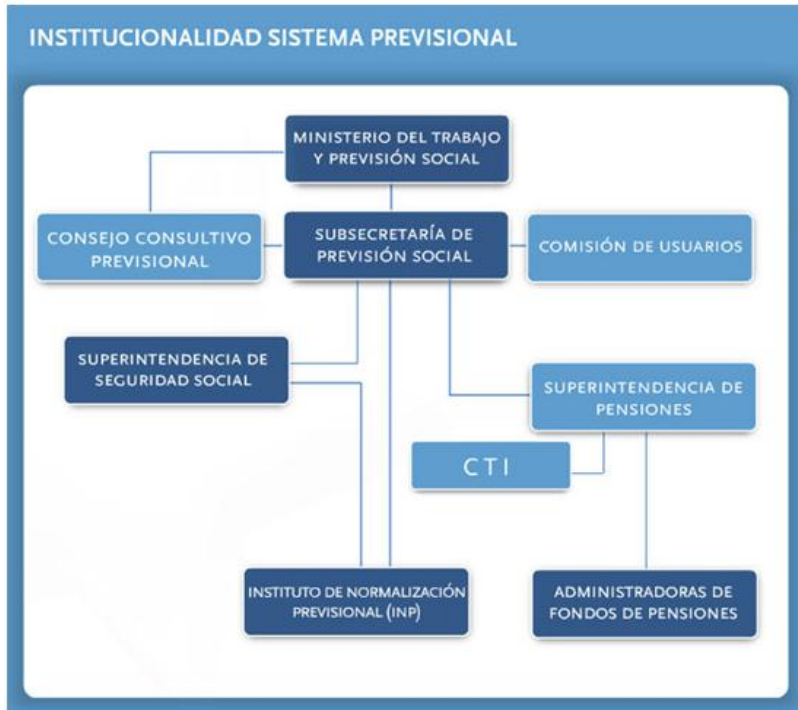 INSTITUCIONALIDAD SISTEMA PREVISIONAL
MINISTERIO DEL TRABAJO
Y PREVISIÓN SOCIAL
CONSEJO CONSULTIVO
PREVISIONAL
SUBSECRETARÍA DE
PREVISIÓN SOCIAL
COMISIÓN DE USUARIOS
SUPERINTENDENCIA DE
SEGURIDAD SOCIAL
SUPERINTENDENCIA DE
PENSIONES
CTI
INSTITUTO DE NORMALIZACIÓN
PREVISIONAL (INP)
ADMINISTRADORAS DE
FONDOS DE PENSIONES